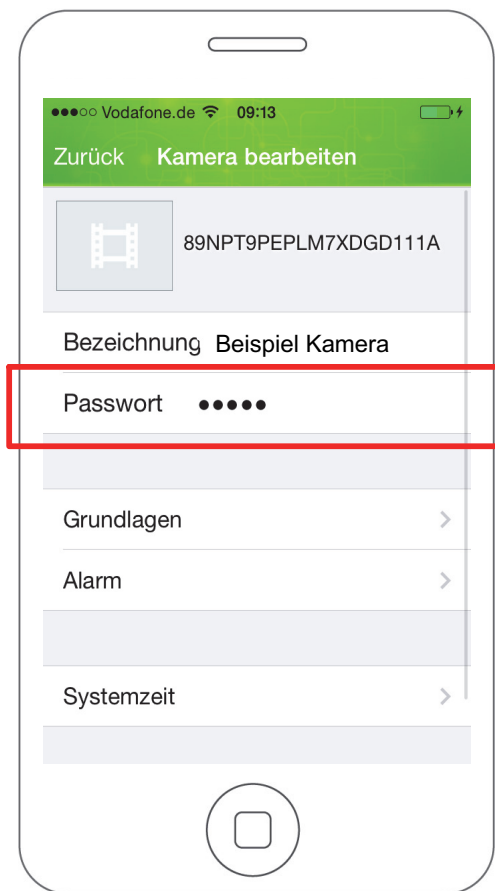 Vodafone.de 09:13
Zurück Kamera bearbeiten
89NPT9PEPLM7XDGD111A
Bezeichnung Beispiel Kamera
Passwort •••••
Grundlagen
Alarm
Systemzeit